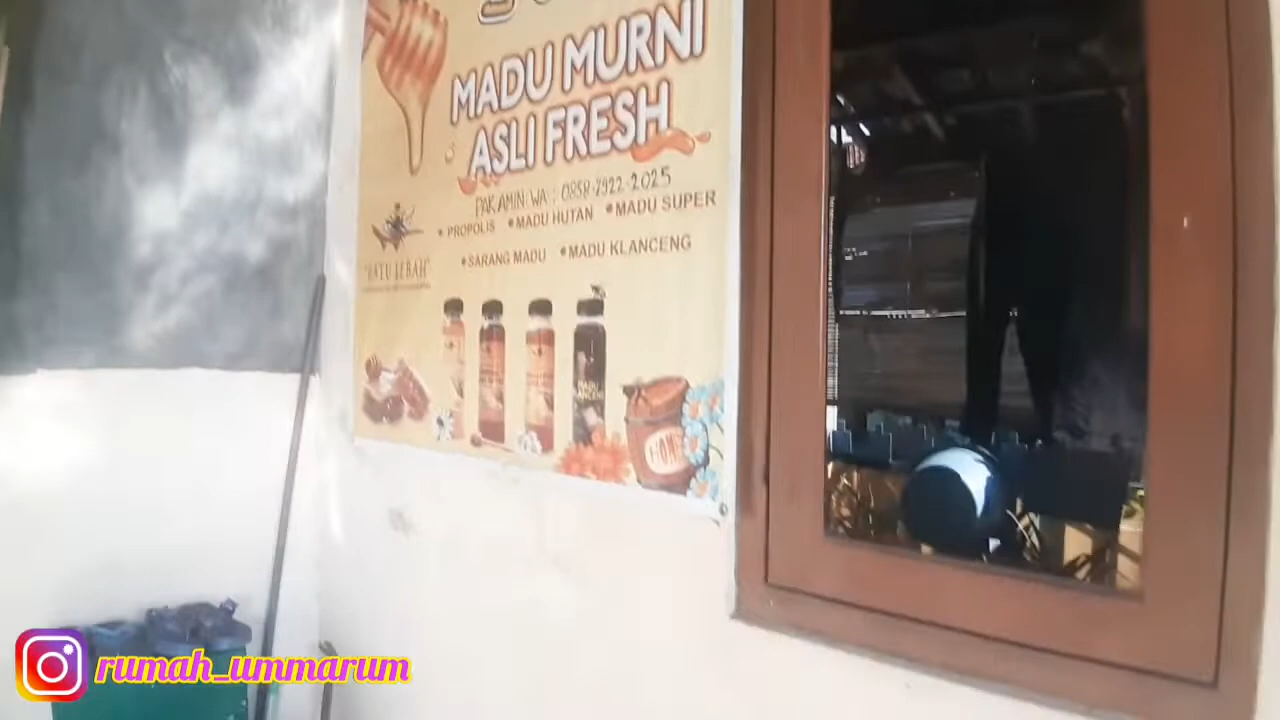 MADU MURNI
ASLI FRESH
PAK AMIN WA : 0858-7922-2025
• PROPOLIS • MADU HUTAN • MADU SUPER
• SARANG MADU • MADU KLANCENG
MADU
rumah_ummarum